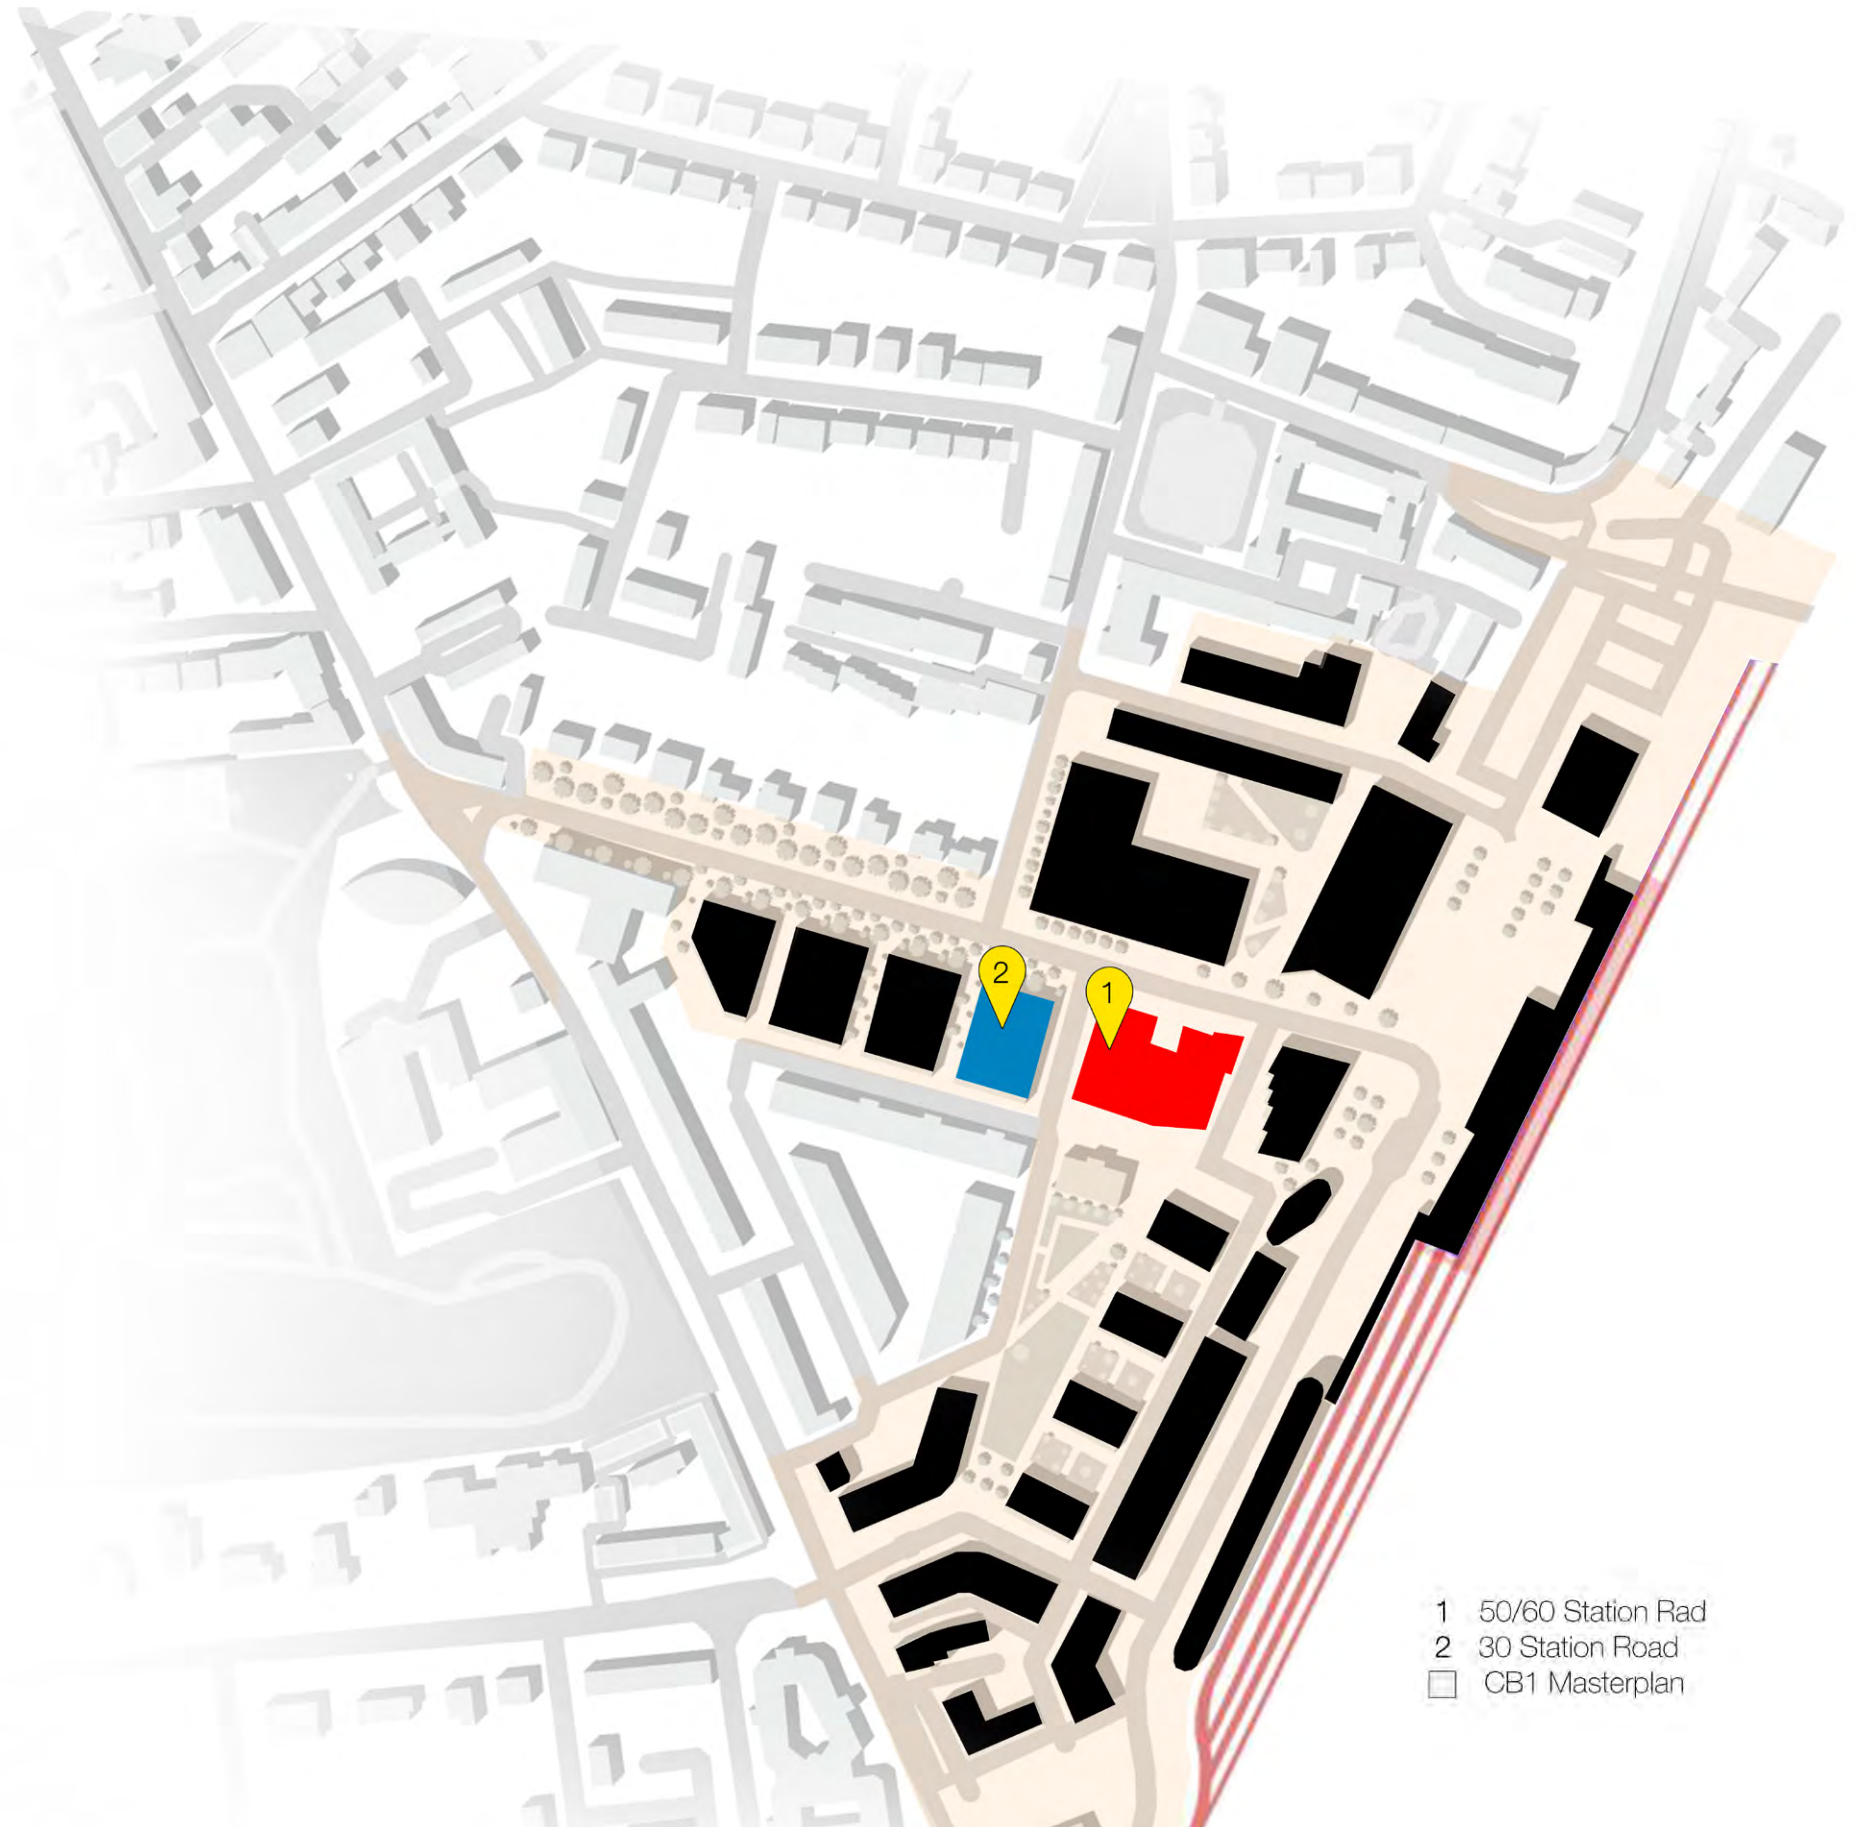 2
1
1 50/60 Station Rad
2 30 Station Road
CB1 Masterplan